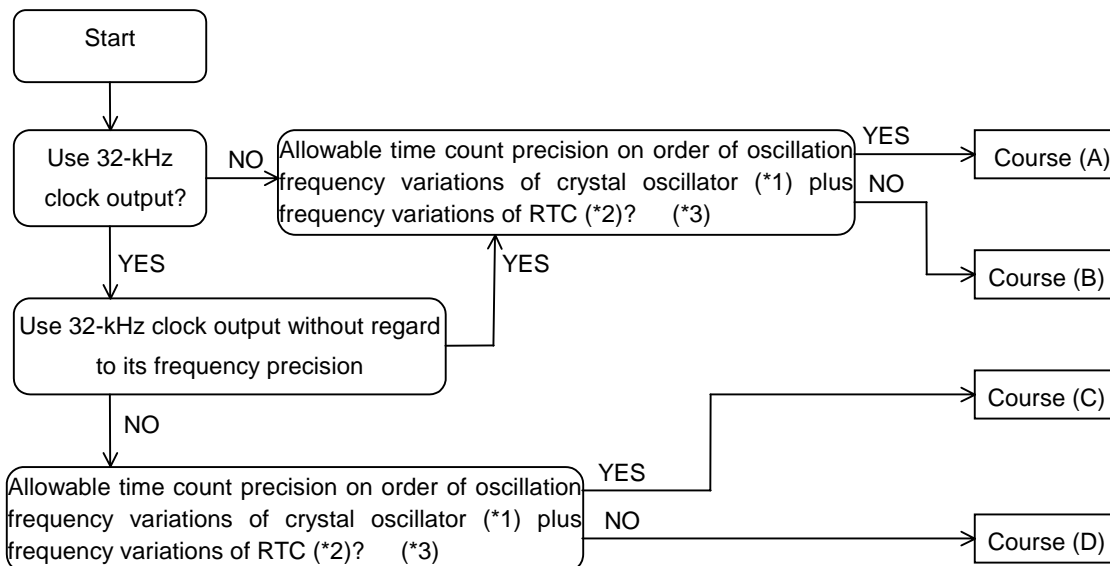 Start
Use 32-kHz
clock output?
NO
Allowable time count precision on order of oscillation
frequency variations of crystal oscillator (*1) plus
frequency variations of RTC (*2)? (*3)
YES
Course (A)
NO
Course (B)
YES
YES
Use 32-kHz clock output without regard
to its frequency precision
NO
Course (C)
Allowable time count precision on order of oscillation
frequency variations of crystal oscillator (*1) plus
frequency variations of RTC (*2)? (*3)
YES
NO
Course (D)